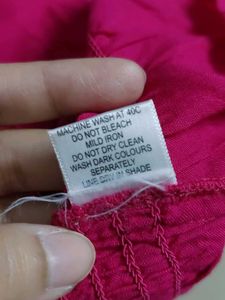 MACHINE WASH AT 40C
DO NOT BLEACH
MILD IRON
DO NOT DRY CLEAN
WASH DARK COLOURS
SEPARATELY
LINE DRY IN SHADE